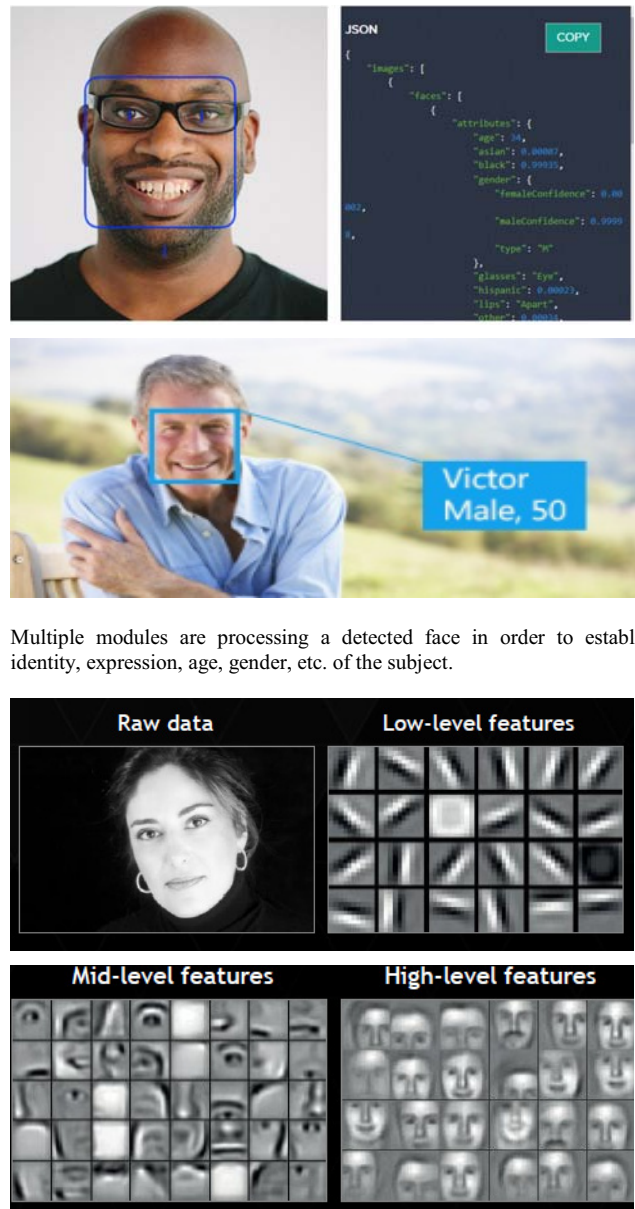 JSON
COPY
{
"images": [
{
"faces": [
{
"attributes": {
"age": 34,
"asian": 0.00007,
"black": 0.99935,
"gender": {
"femaleConfidence": 0.00
002,
"maleConfidence": 0.9999
8,
"type": "M"
},
"glasses": "Eye",
"hispanic": 0.00023,
"lips": "Apart",
"other": 0.00034,
Victor
Male, 50
Multiple modules are processing a detected face in order to establ
identity, expression, age, gender, etc. of the subject.
Raw data
Low-level features
Mid-level features
High-level features